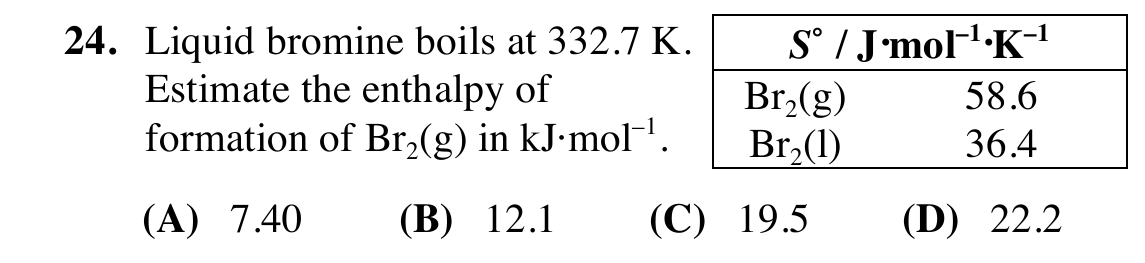 24. Liquid bromine boils at 332.7 K.
Estimate the enthalpy of
formation of Br₂(g) in kJ·mol⁻¹.
S° / J·mol⁻¹·K⁻¹
Br₂(g) 58.6
Br₂(l) 36.4
(A) 7.40 (B) 12.1 (C) 19.5 (D) 22.2